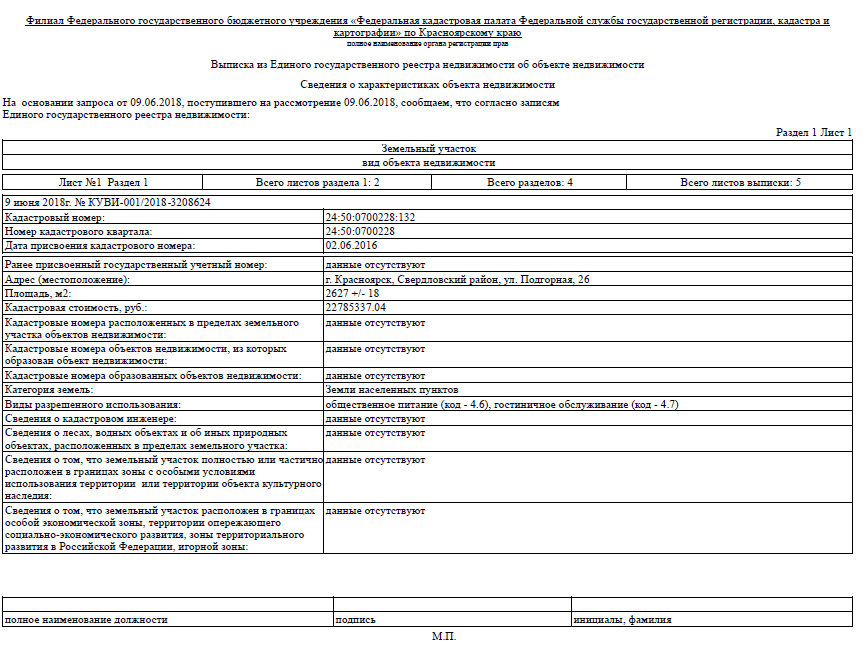 Филиал Федерального государственного бюджетного учреждения «Федеральная кадастровая палата Федеральной службы государственной регистрации, кадастра и
картографии» по Красноярскому краю
полное наименование органа регистрации прав
Выписка из Единого государственного реестра недвижимости об объекте недвижимости
Сведения о характеристиках объекта недвижимости
На основании запроса от 09.06.2018, поступившего на рассмотрение 09.06.2018, сообщаем, что согласно записям
Единого государственного реестра недвижимости:
Раздел 1 Лист 1
Земельный участок
вид объекта недвижимости
Лист №1 Раздел 1 Всего листов раздела 1: 2 Всего разделов: 4 Всего листов выписки: 5
9 июня 2018г. № КУВИ-001/2018-3208624
Кадастровый номер: 24:50:0700228:132
Номер кадастрового квартала: 24:50:0700228
Дата присвоения кадастрового номера: 02.06.2016
Ранее присвоенный государственный учетный номер: данные отсутствуют
Адрес (местоположение): г. Красноярск, Свердловский район, ул. Подгорная, 26
Площадь, м2: 2627 +/- 18
Кадастровая стоимость, руб.: 22785337.04
Кадастровые номера расположенных в пределах земельного данные отсутствуют
участка объектов недвижимости:
Кадастровые номера объектов недвижимости, из которых данные отсутствуют
образован объект недвижимости:
Кадастровые номера образованных объектов недвижимости: данные отсутствуют
Категория земель: Земли населенных пунктов
Виды разрешенного использования: общественное питание (код - 4.6), гостиничное обслуживание (код - 4.7)
Сведения о кадастровом инженере: данные отсутствуют
Сведения о лесах, водных объектах и об иных природных данные отсутствуют
объектах, расположенных в пределах земельного участка:
Сведения о том, что земельный участок полностью или частично данные отсутствуют
расположен в границах зоны с особыми условиями
использования территории или территории объекта культурного
наследия:
Сведения о том, что земельный участок расположен в границах данные отсутствуют
особой экономической зоны, территории опережающего
социально-экономического развития, зоны территориального
развития в Российской Федерации, игорной зоны:
полное наименование должности подпись инициалы, фамилия
М.П.